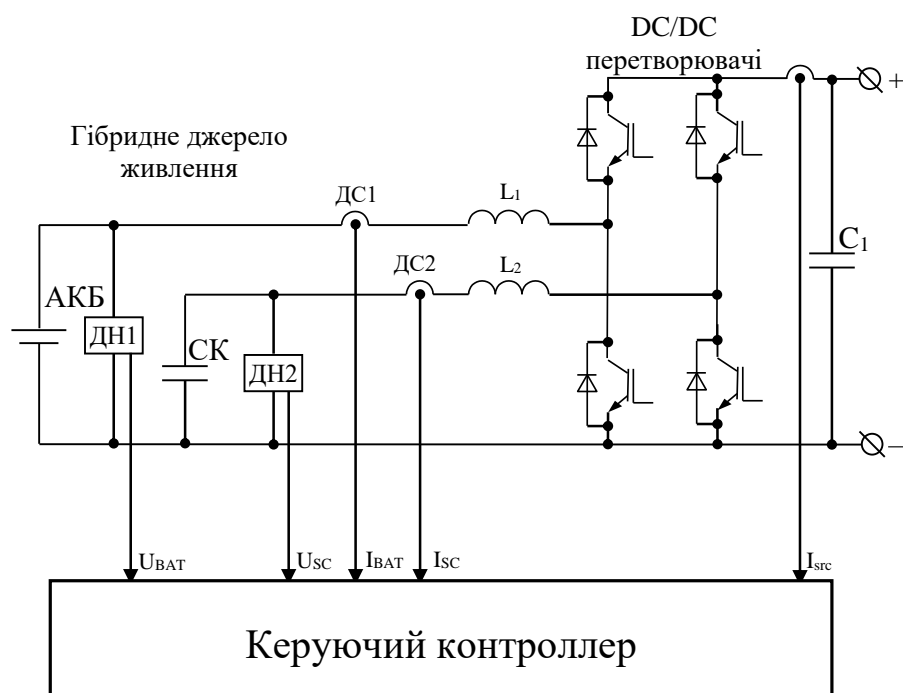 DC/DC
перетворювачі
+
Гібридне джерело
живлення
ДС1
L1
C1
ДС2
L2
АКБ
ДН1
СК
ДН2
–
UBAT
USC
IBAT
ISC
Isrc
Керуючий контроллер